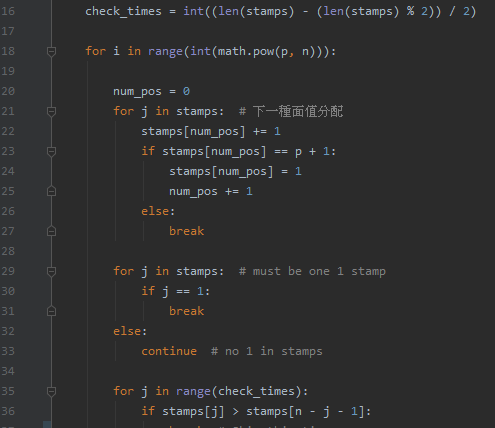 16 check_times = int((len(stamps) - (len(stamps) % 2)) / 2)
17
18 for i in range(int(math.pow(p, n))):
19
20 num_pos = 0
21 for j in stamps:  # 下一種面值分配
22 stamps[num_pos] += 1
23 if stamps[num_pos] == p + 1:
24 stamps[num_pos] = 1
25 num_pos += 1
26 else:
27 break
28
29 for j in stamps:  # must be one 1 stamp
30 if j == 1:
31 break
32 else:
33 continue  # no 1 in stamps
34
35 for j in range(check_times):
36 if stamps[j] > stamps[n - j - 1]: